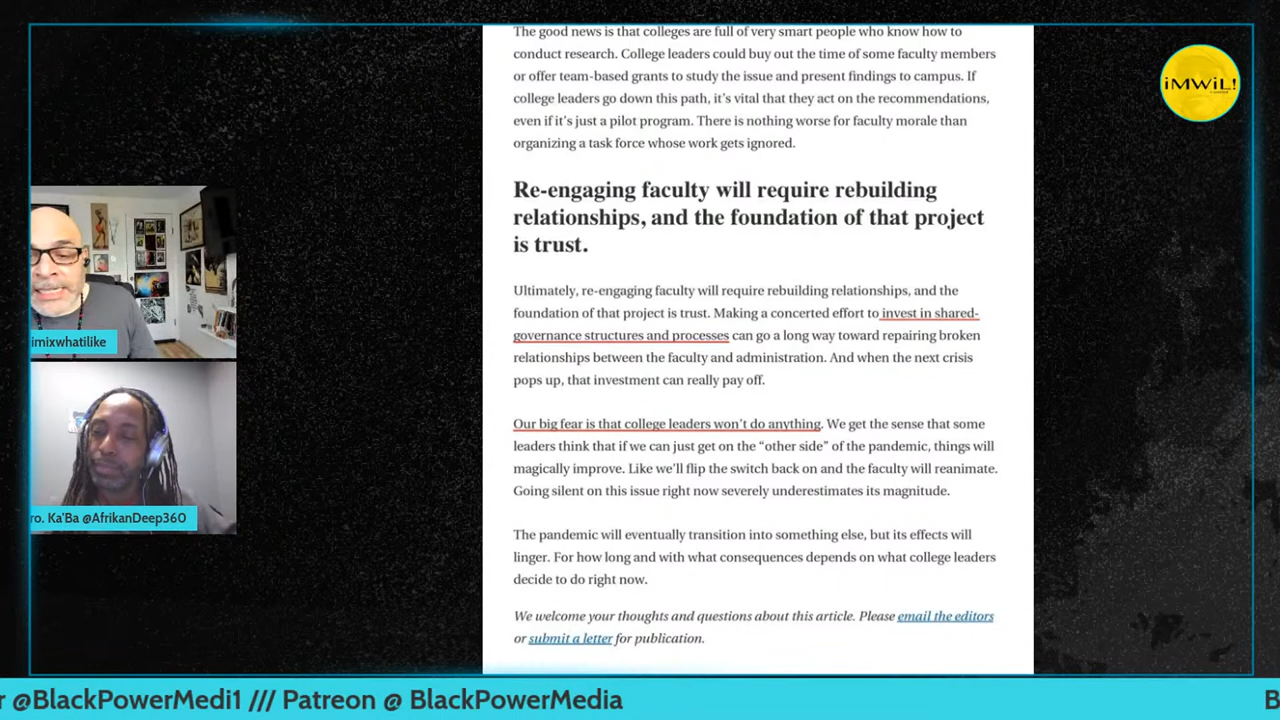 The good news is that colleges are full of very smart people who know how to
conduct research. College leaders could buy out the time of some faculty members
or offer team-based grants to study the issue and present findings to campus. If
college leaders go down this path, it's vital that they act on the recommendations,
even if it's just a pilot program. There is nothing worse for faculty morale than
organizing a task force whose work gets ignored.
Re-engaging faculty will require rebuilding
relationships, and the foundation of that project
is trust.
Ultimately, re-engaging faculty will require rebuilding relationships, and the
foundation of that project is trust. Making a concerted effort to invest in shared-
governance structures and processes can go a long way toward repairing broken
relationships between the faculty and administration. And when the next crisis
pops up, that investment can really pay off.
Our big fear is that college leaders won't do anything. We get the sense that some
leaders think that if we can just get on the “other side” of the pandemic, things will
magically improve. Like we'll flip the switch back on and the faculty will reanimate.
Going silent on this issue right now severely underestimates its magnitude.
The pandemic will eventually transition into something else, but its effects will
linger. For how long and with what consequences depends on what college leaders
decide to do right now.
We welcome your thoughts and questions about this article. Please email the editors
or submit a letter for publication.
iMWiL!
imixwhatilike
ro. Ka'Ba @AfrikanDeep360
r @BlackPowerMedi1 /// Patreon @ BlackPowerMedia
B